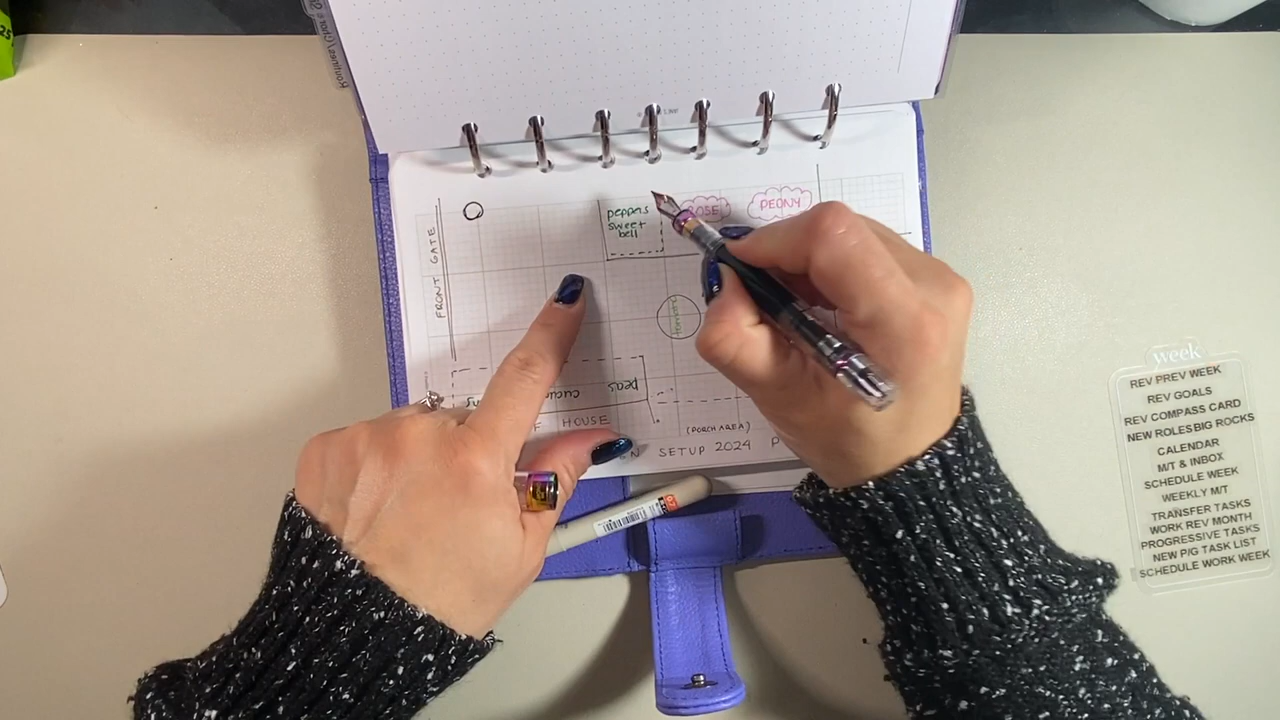 FRONT GATE
peppers
sweet
bell
ROSE
PEONY
peas
HOUSE
(PORCH AREA)
SETUP 2024
week
REV PREV WEEK
REV GOALS
REV COMPASS CARD
NEW ROLES BIG ROCKS
CALENDAR
M/T & INBOX
SCHEDULE WEEK
WEEKLY M/T
TRANSFER TASKS
WORK REV MONTH
PROGRESSIVE TASKS
NEW P/G TASK LIST
SCHEDULE WORK WEEK